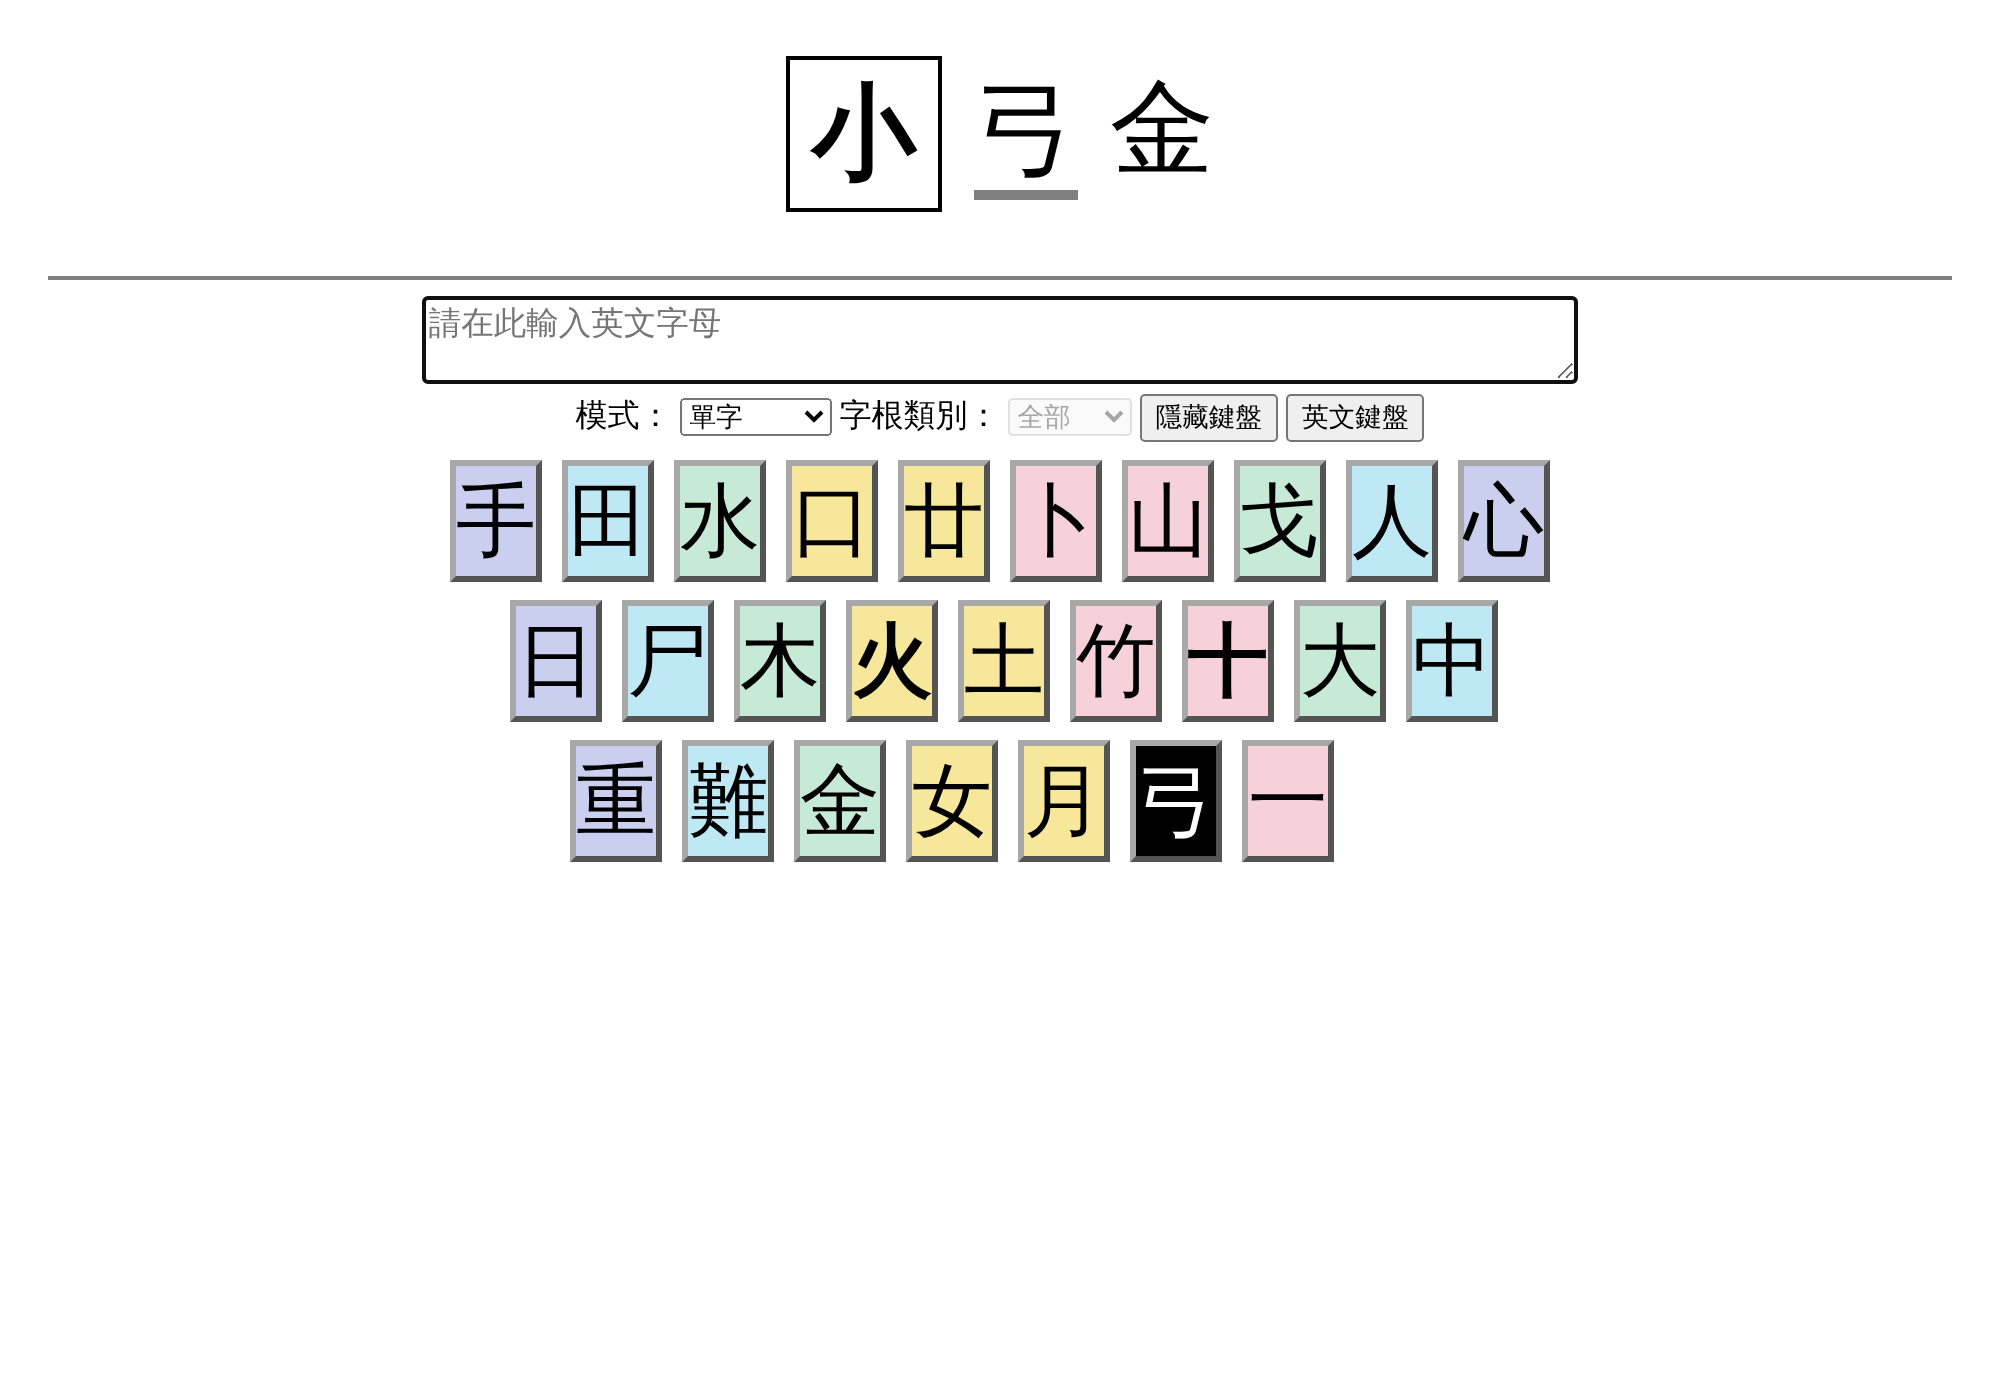 小 弓 金
請在此輸入英文字母
模式： 單字 字根類別： 全部 隱藏鍵盤 英文鍵盤
手 田 水 口 廿 卜 山 戈 人 心
日 尸 木 火 土 竹 十 大 中
重 難 金 女 月 弓 一